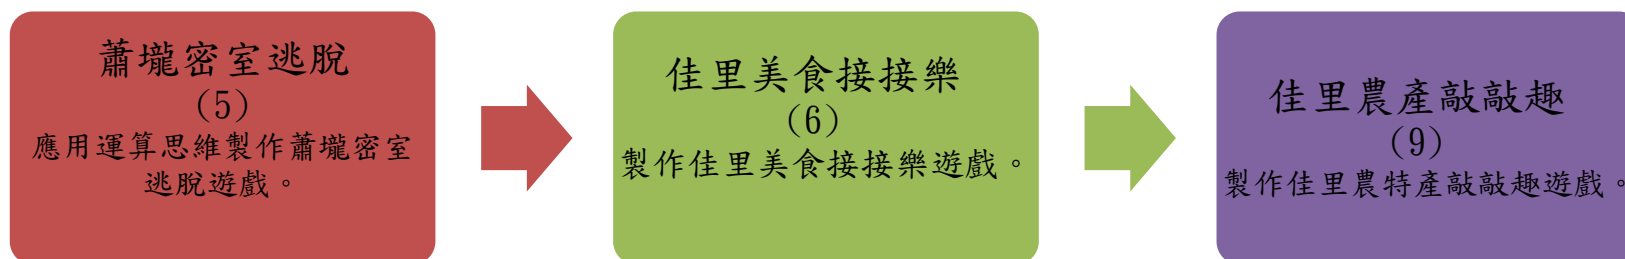 蕭壠密室逃脫
(5)
應用運算思維製作蕭壠密室
逃脫遊戲。
佳里美食接接樂
(6)
製作佳里美食接接樂遊戲。
佳里農產敲敲趣
(9)
製作佳里農特產敲敲趣遊戲。